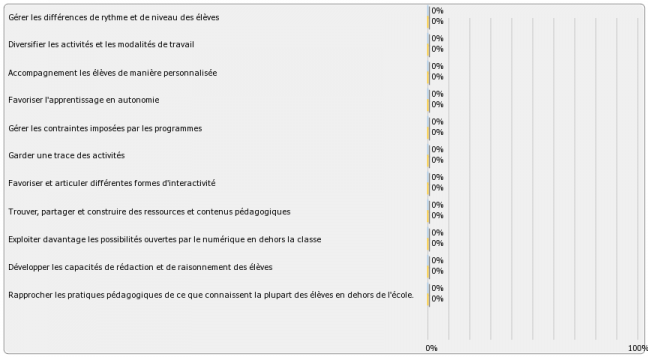 Gérer les différences de rythme et de niveau des élèves
0%
0%
Diversifier les activités et les modalités de travail
0%
0%
Accompagnement les élèves de manière personnalisée
0%
0%
Favoriser l'apprentissage en autonomie
0%
0%
Gérer les contraintes imposées par les programmes
0%
0%
Garder une trace des activités
0%
0%
Favoriser et articuler différentes formes d'interactivité
0%
0%
Trouver, partager et construire des ressources et contenus pédagogiques
0%
0%
Exploiter davantage les possibilités ouvertes par le numérique en dehors la classe
0%
0%
Développer les capacités de rédaction et de raisonnement des élèves
0%
0%
Rapprocher les pratiques pédagogiques de ce que connaissent la plupart des élèves en dehors de l'école.
0%
0%
0% 100%